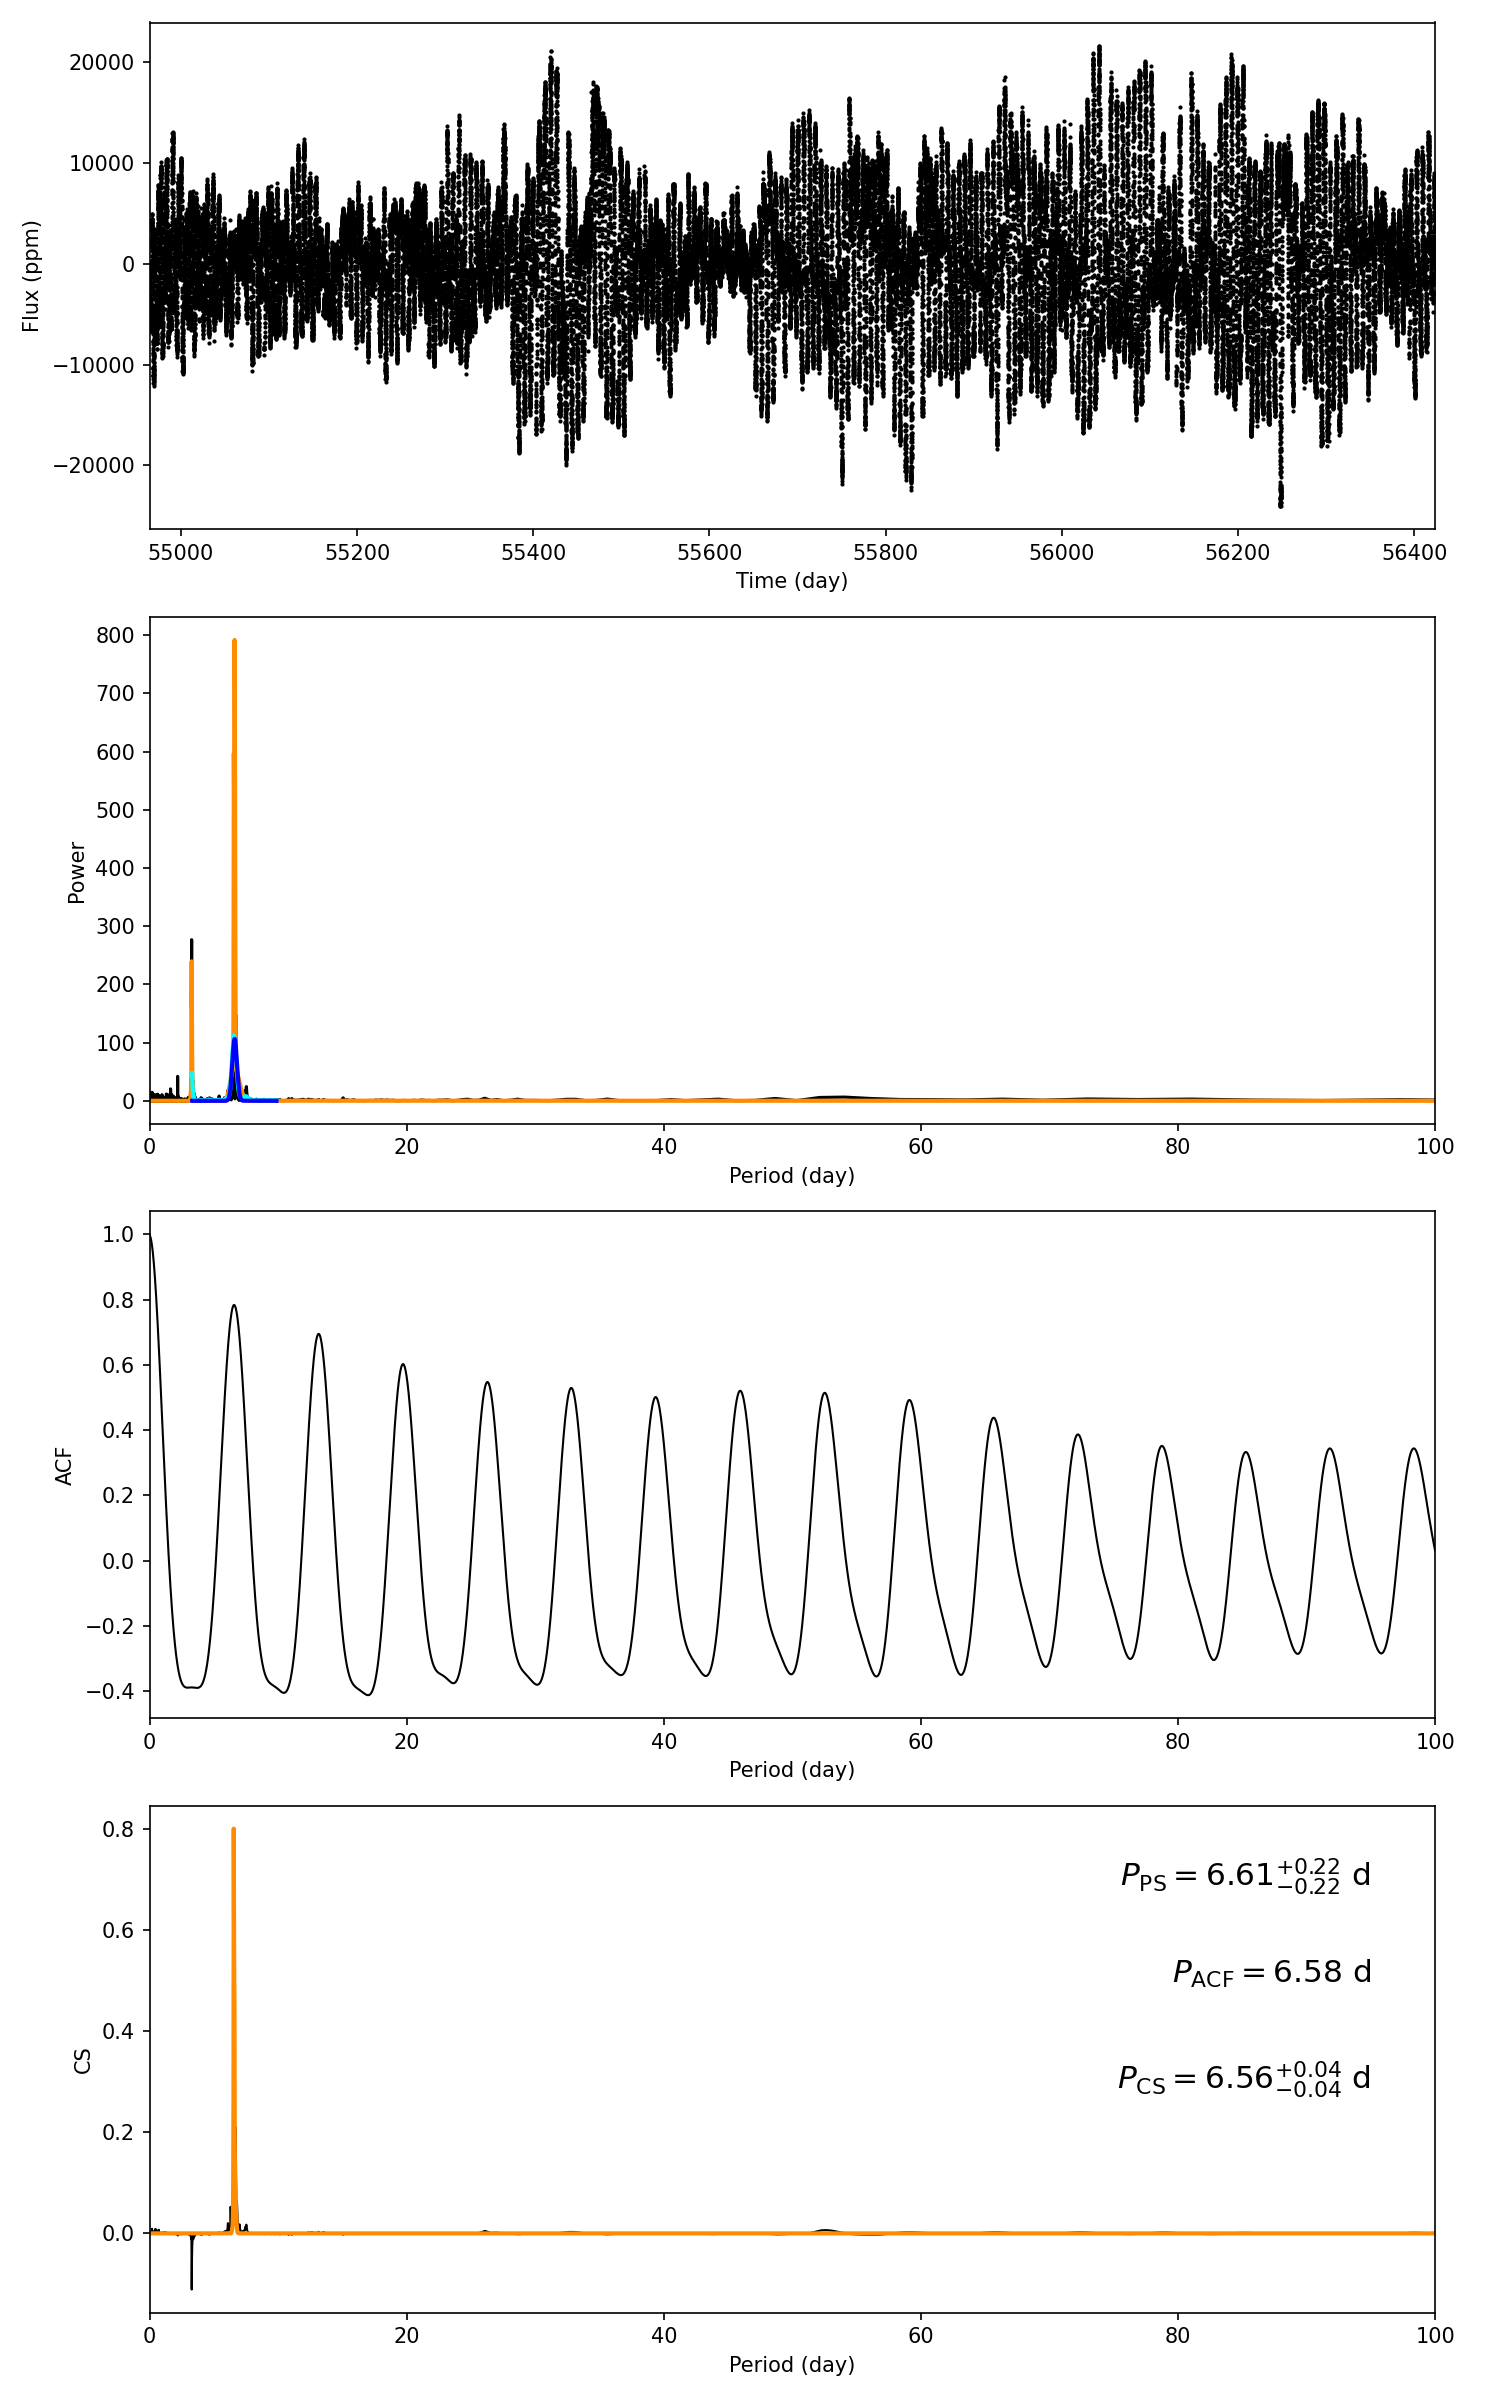 20000
10000
0
−10000
−20000
Flux (ppm)
55000 55200 55400 55600 55800 56000 56200 56400
Time (day)
800
700
600
500
400
300
200
100
0
Power
0 20 40 60 80 100
Period (day)
1.0
0.8
0.6
0.4
0.2
0.0
−0.2
−0.4
ACF
0 20 40 60 80 100
Period (day)
0.8
0.6
0.4
0.2
0.0
CS
P_PS = 6.61 +0.22 −0.22 d
P_ACF = 6.58 d
P_CS = 6.56 +0.04 −0.04 d
0 20 40 60 80 100
Period (day)